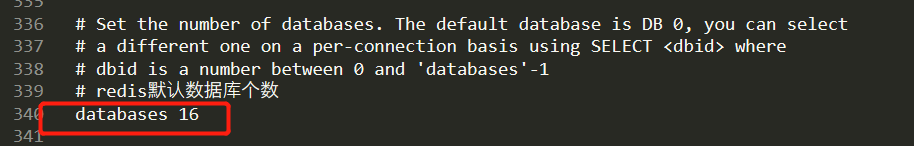 335
336 # Set the number of databases. The default database is DB 0, you can select
337 # a different one on a per-connection basis using SELECT <dbid> where
338 # dbid is a number between 0 and 'databases'-1
339 # redis默认数据库个数
340 databases 16
341